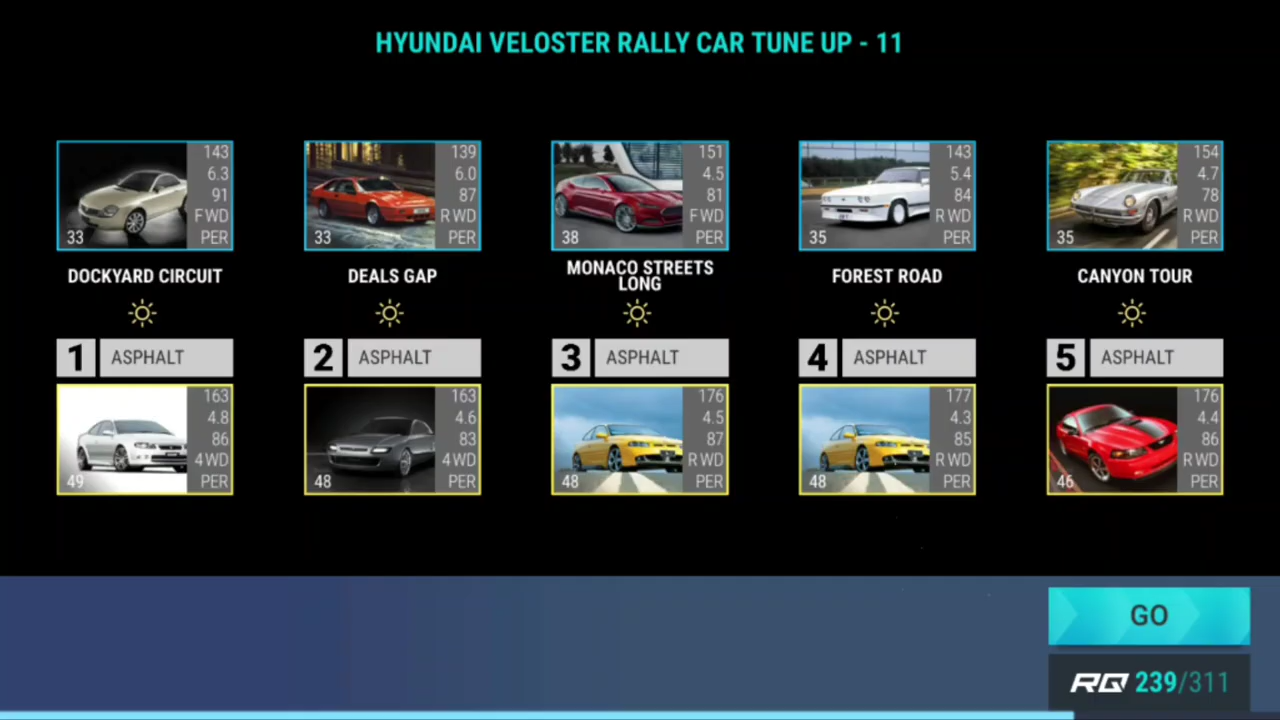 HYUNDAI VELOSTER RALLY CAR TUNE UP - 11
143
6.3
91
FWD
33
PER
139
6.0
87
RWD
33
PER
151
4.5
81
FWD
38
PER
143
5.4
84
RWD
35
PER
154
4.7
78
RWD
35
PER
DOCKYARD CIRCUIT
DEALS GAP
MONACO STREETS
LONG
FOREST ROAD
CANYON TOUR
1 ASPHALT
2 ASPHALT
3 ASPHALT
4 ASPHALT
5 ASPHALT
163
4.8
86
4WD
49
PER
163
4.6
83
4WD
48
PER
176
4.5
87
RWD
48
PER
177
4.3
85
RWD
48
PER
176
4.4
86
RWD
46
PER
GO
RQ 239/311